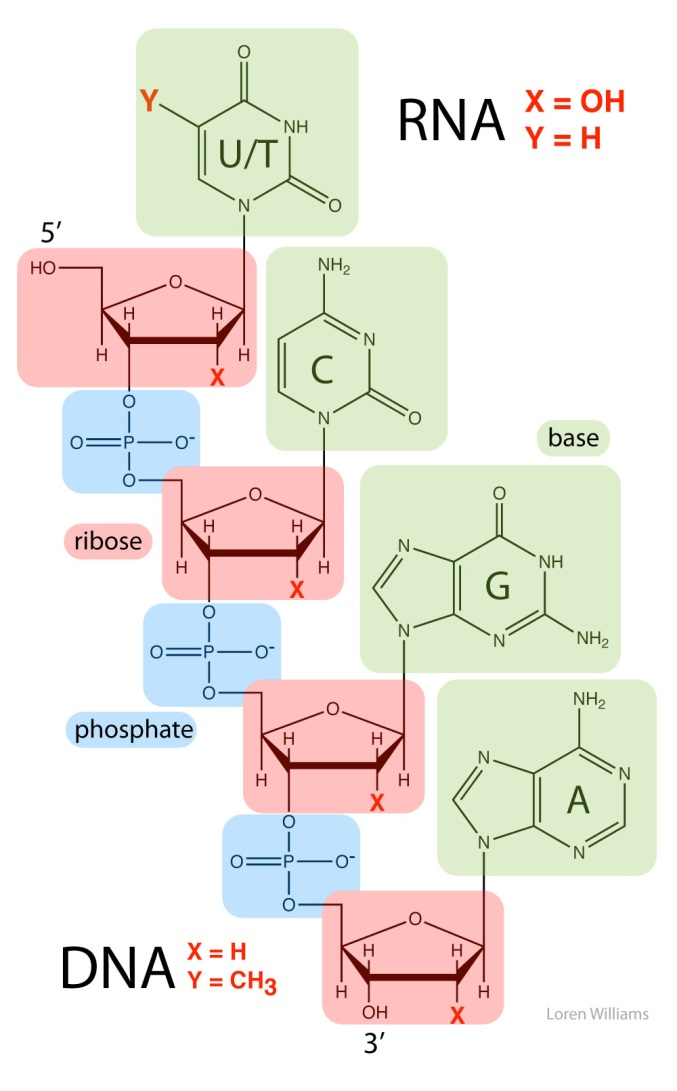 O
Y
NH
U/T
RNA
X = OH
Y = H
N
O
5′
HO
O
H
H
H
H
X
NH₂
N
C
N
O
O
O
P
O⁻
O
base
O
H
H
H
H
X
ribose
O
N
NH
G
N
N
NH₂
O
O
P
O⁻
O
phosphate
O
H
H
H
H
X
NH₂
N
N
A
N
N
O
O
P
O⁻
O
O
H
H
H
H
OH
X
DNA
X = H
Y = CH₃
3′
Loren Williams